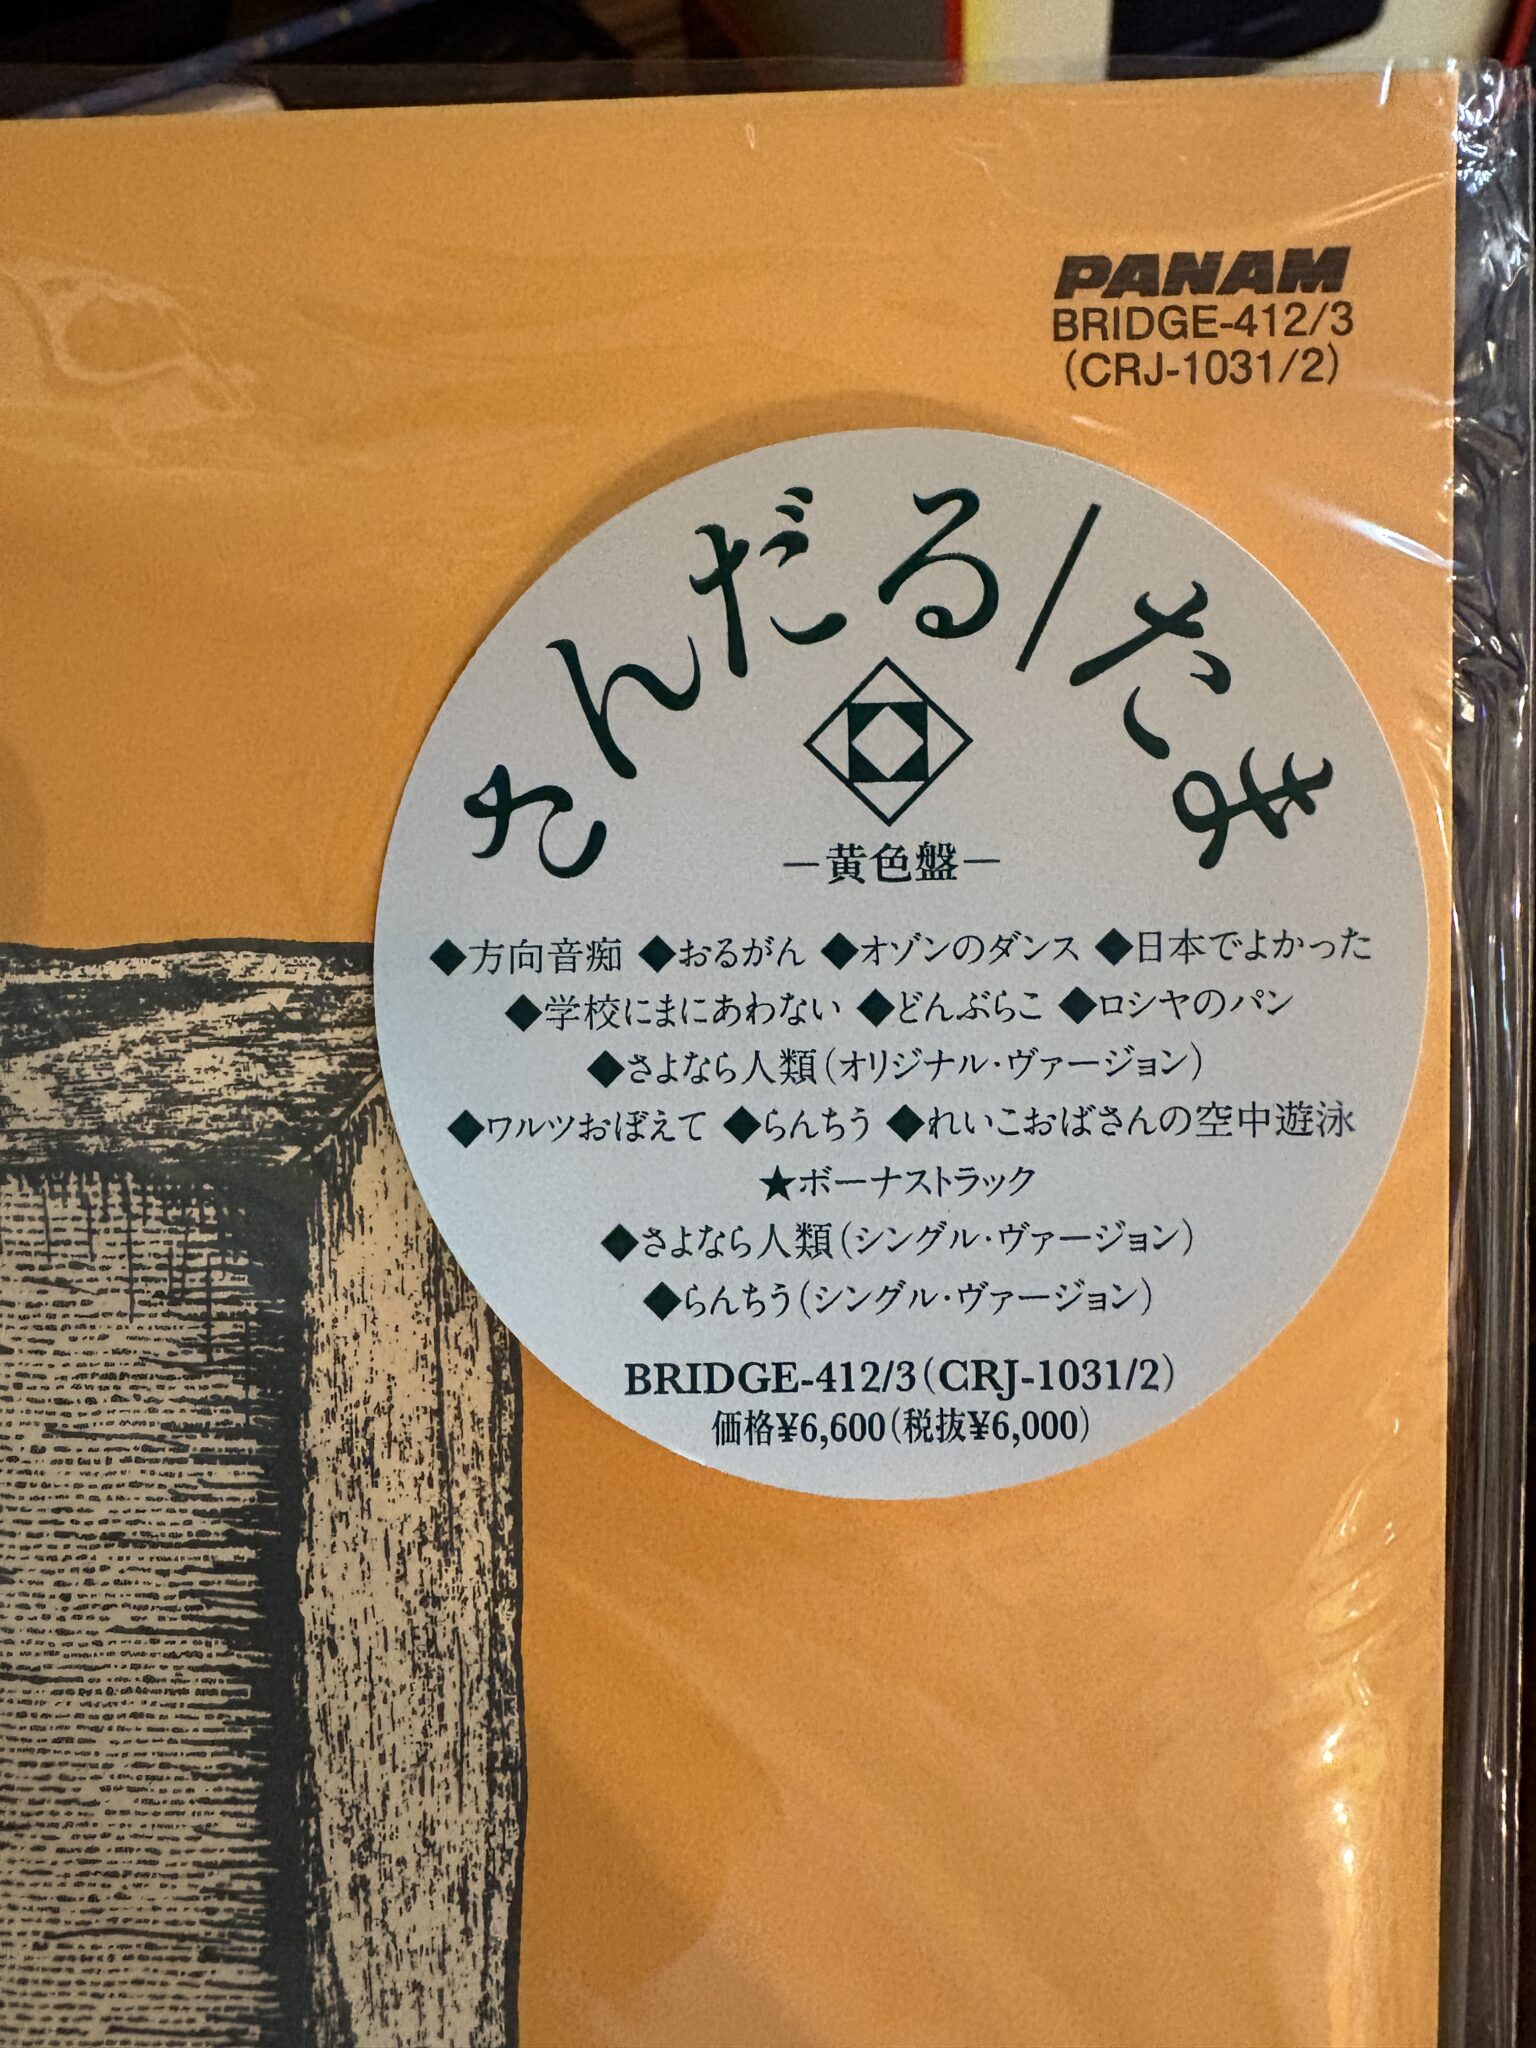 PANAM
BRIDGE-412/3
(CRJ-1031/2)
さんだる/たま
―黄色盤―
◆方向音痴 ◆おるがん ◆オゾンのダンス ◆日本でよかった
◆学校にまにあわない ◆どんぶらこ ◆ロシヤのパン
◆さよなら人類(オリジナル・ヴァージョン)
◆ワルツおぼえて ◆らんちう ◆れいこおばさんの空中遊泳
★ボーナストラック
◆さよなら人類(シングル・ヴァージョン)
◆らんちう(シングル・ヴァージョン)
BRIDGE-412/3(CRJ-1031/2)
価格¥6,600(税抜¥6,000)